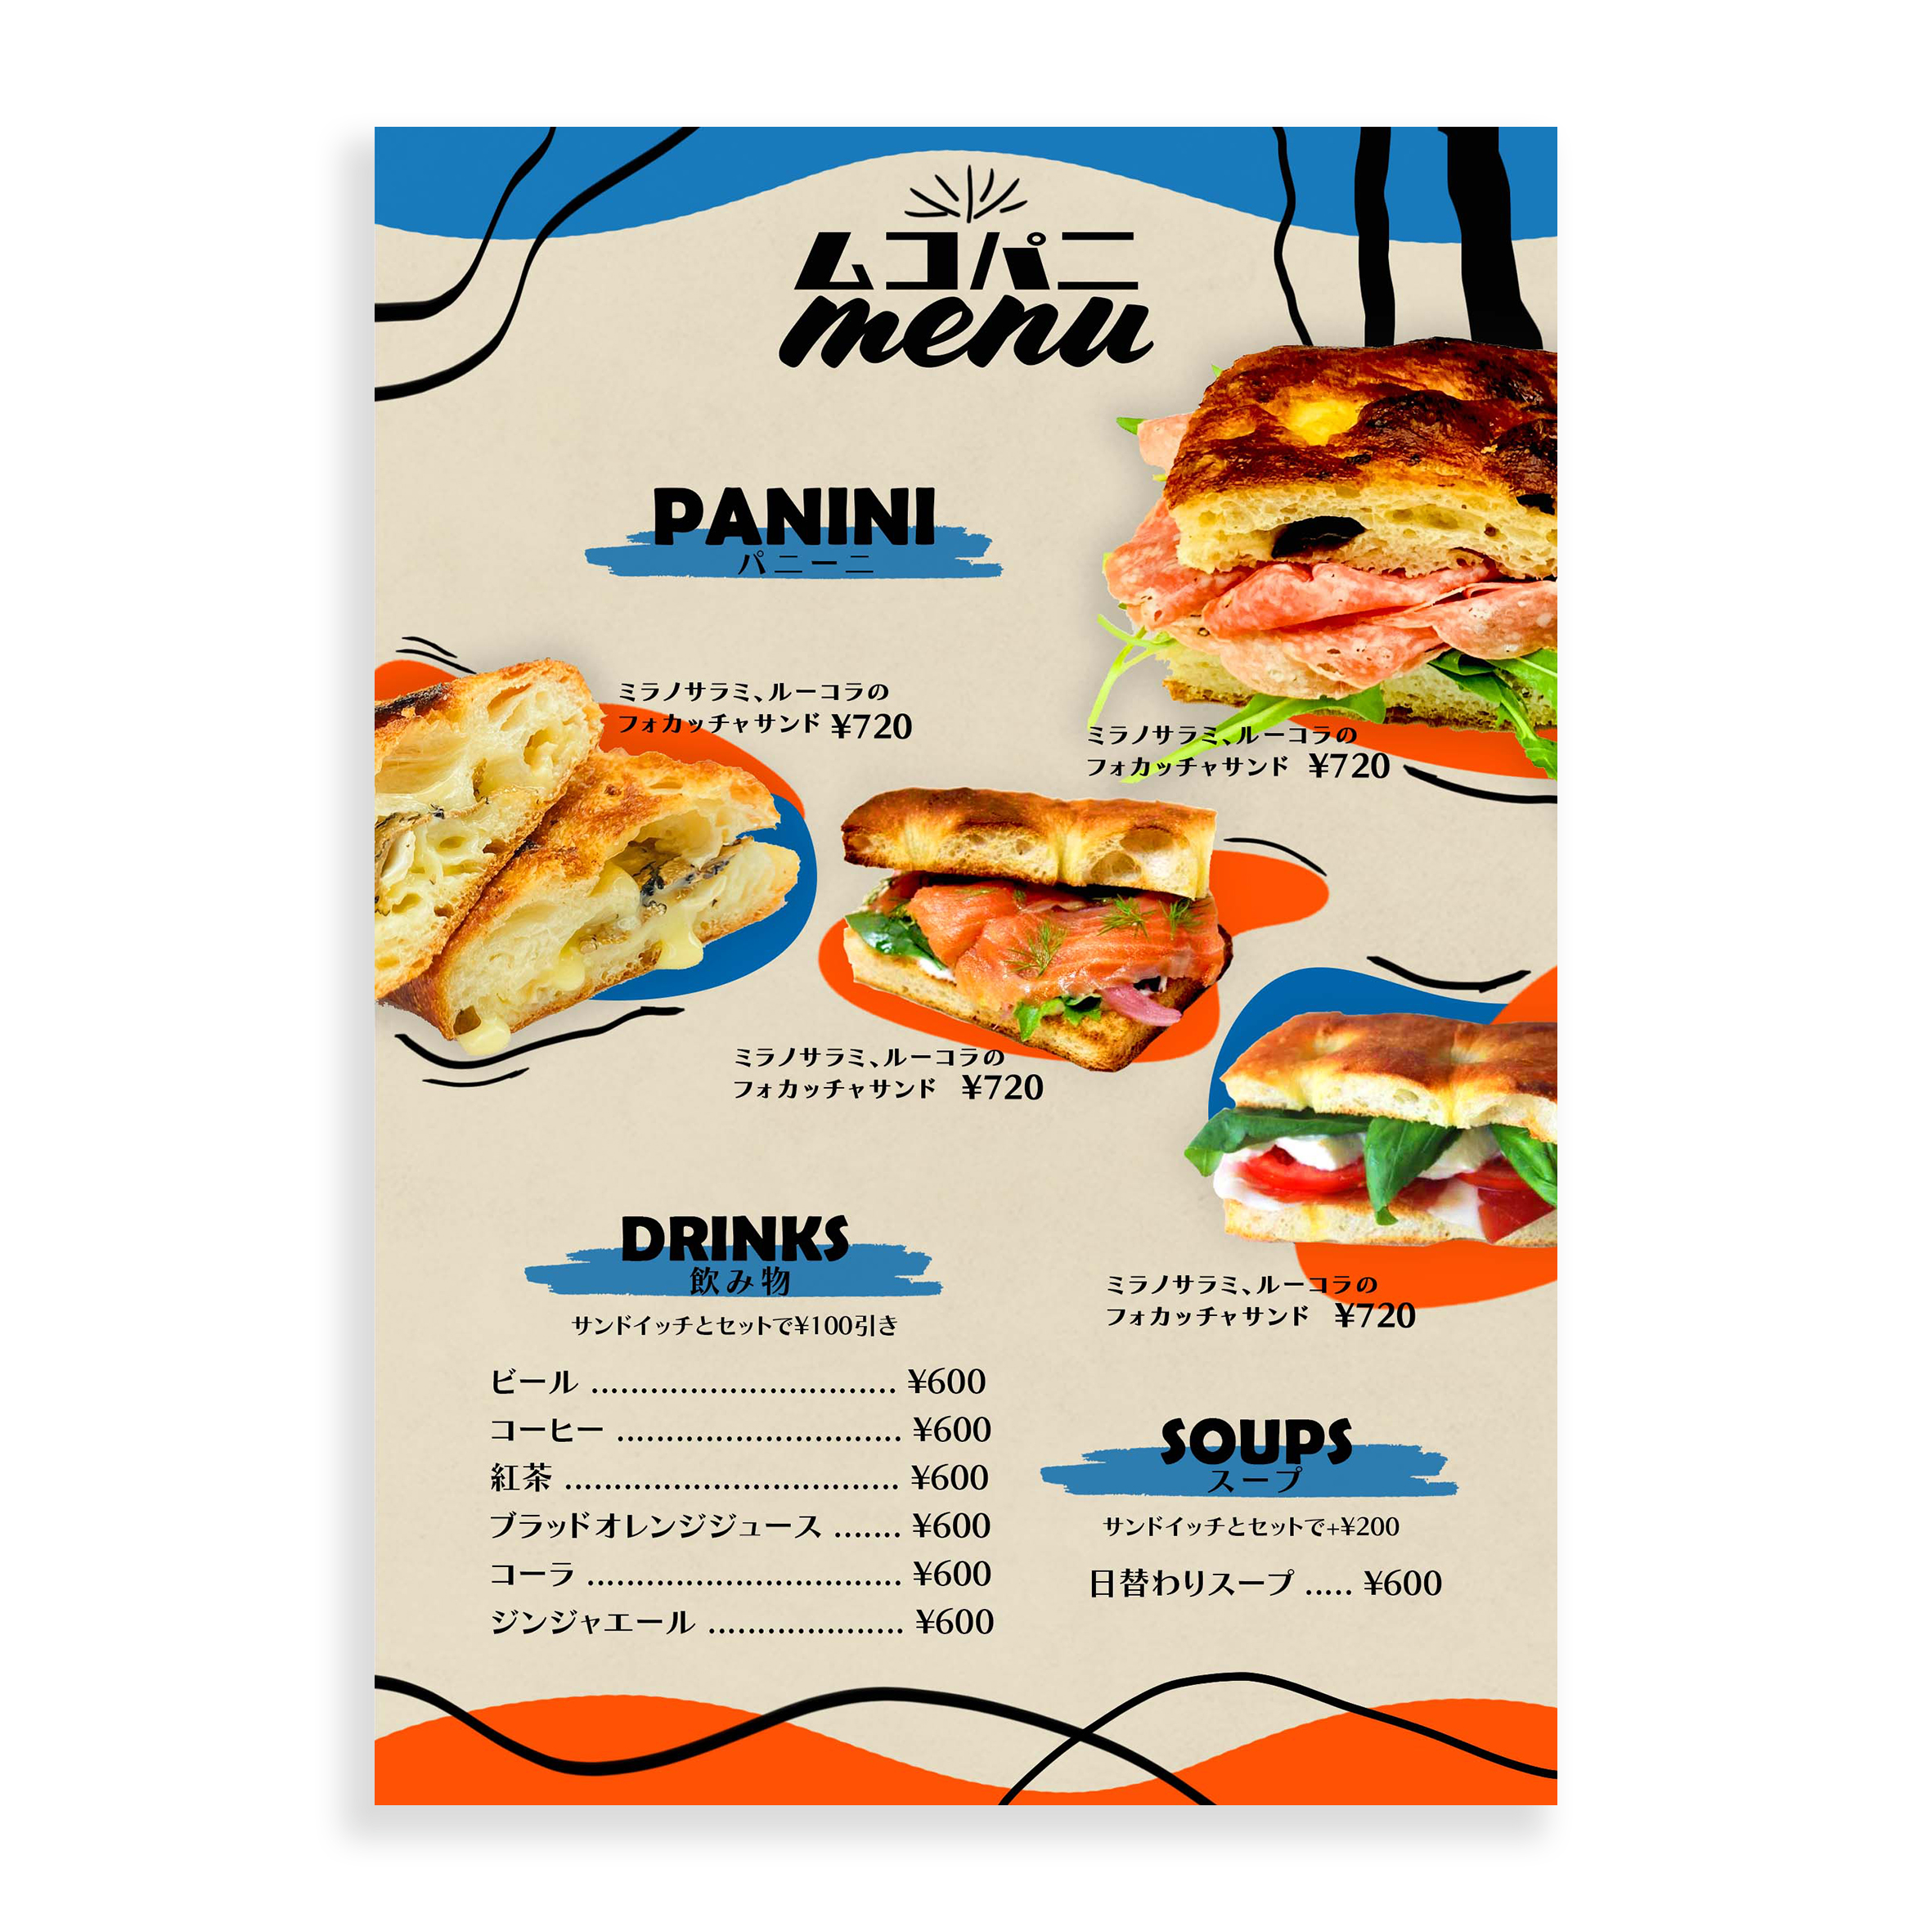 ムコパニ
menu
PANINI
パニーニ
ミラノサラミ、ルーコラの
フォカッチャサンド ¥720
ミラノサラミ、ルーコラの
フォカッチャサンド ¥720
ミラノサラミ、ルーコラの
フォカッチャサンド ¥720
ミラノサラミ、ルーコラの
フォカッチャサンド ¥720
DRINKS
飲み物
サンドイッチとセットで¥100引き
ビール ............................... ¥600
コーヒー ............................. ¥600
紅茶 .................................. ¥600
ブラッドオレンジジュース ....... ¥600
コーラ ................................ ¥600
ジンジャエール .................... ¥600
SOUPS
スープ
サンドイッチとセットで+¥200
日替わりスープ ..... ¥600